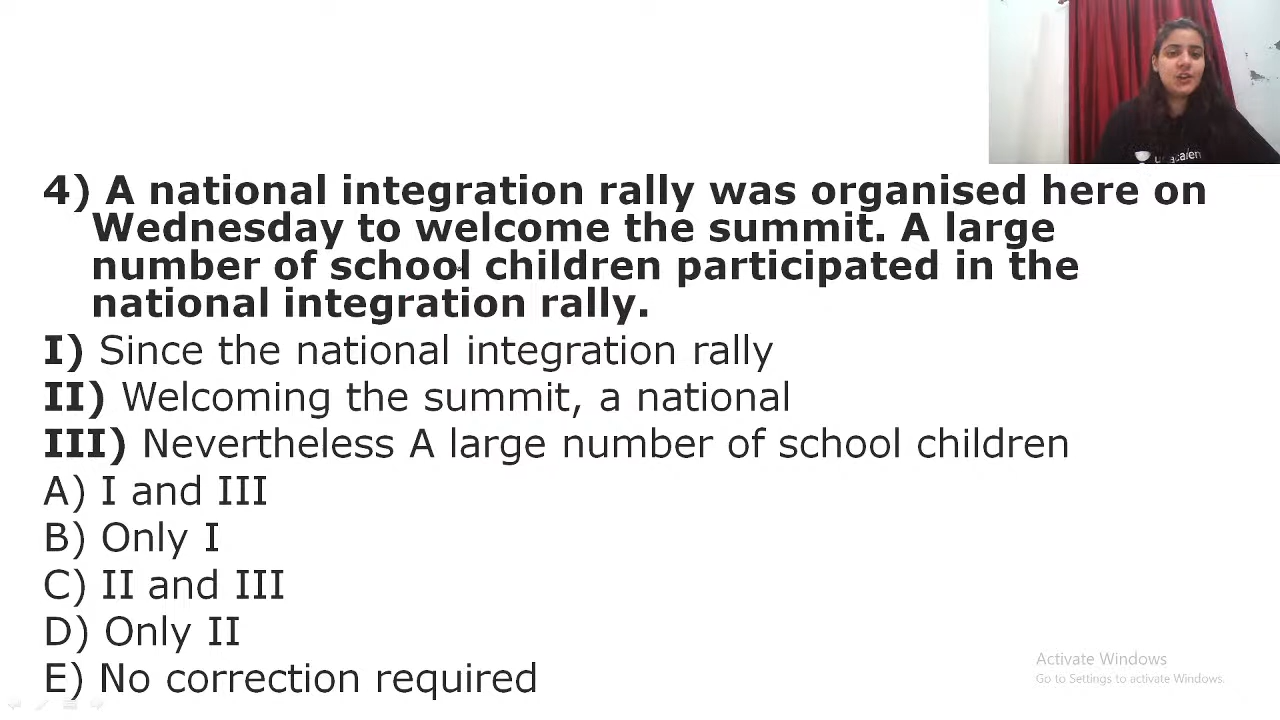 4) A national integration rally was organised here on
Wednesday to welcome the summit. A large
number of school children participated in the
national integration rally.
I) Since the national integration rally
II) Welcoming the summit, a national
III) Nevertheless A large number of school children
A) I and III
B) Only I
C) II and III
D) Only II
E) No correction required
Activate Windows
Go to Settings to activate Windows.